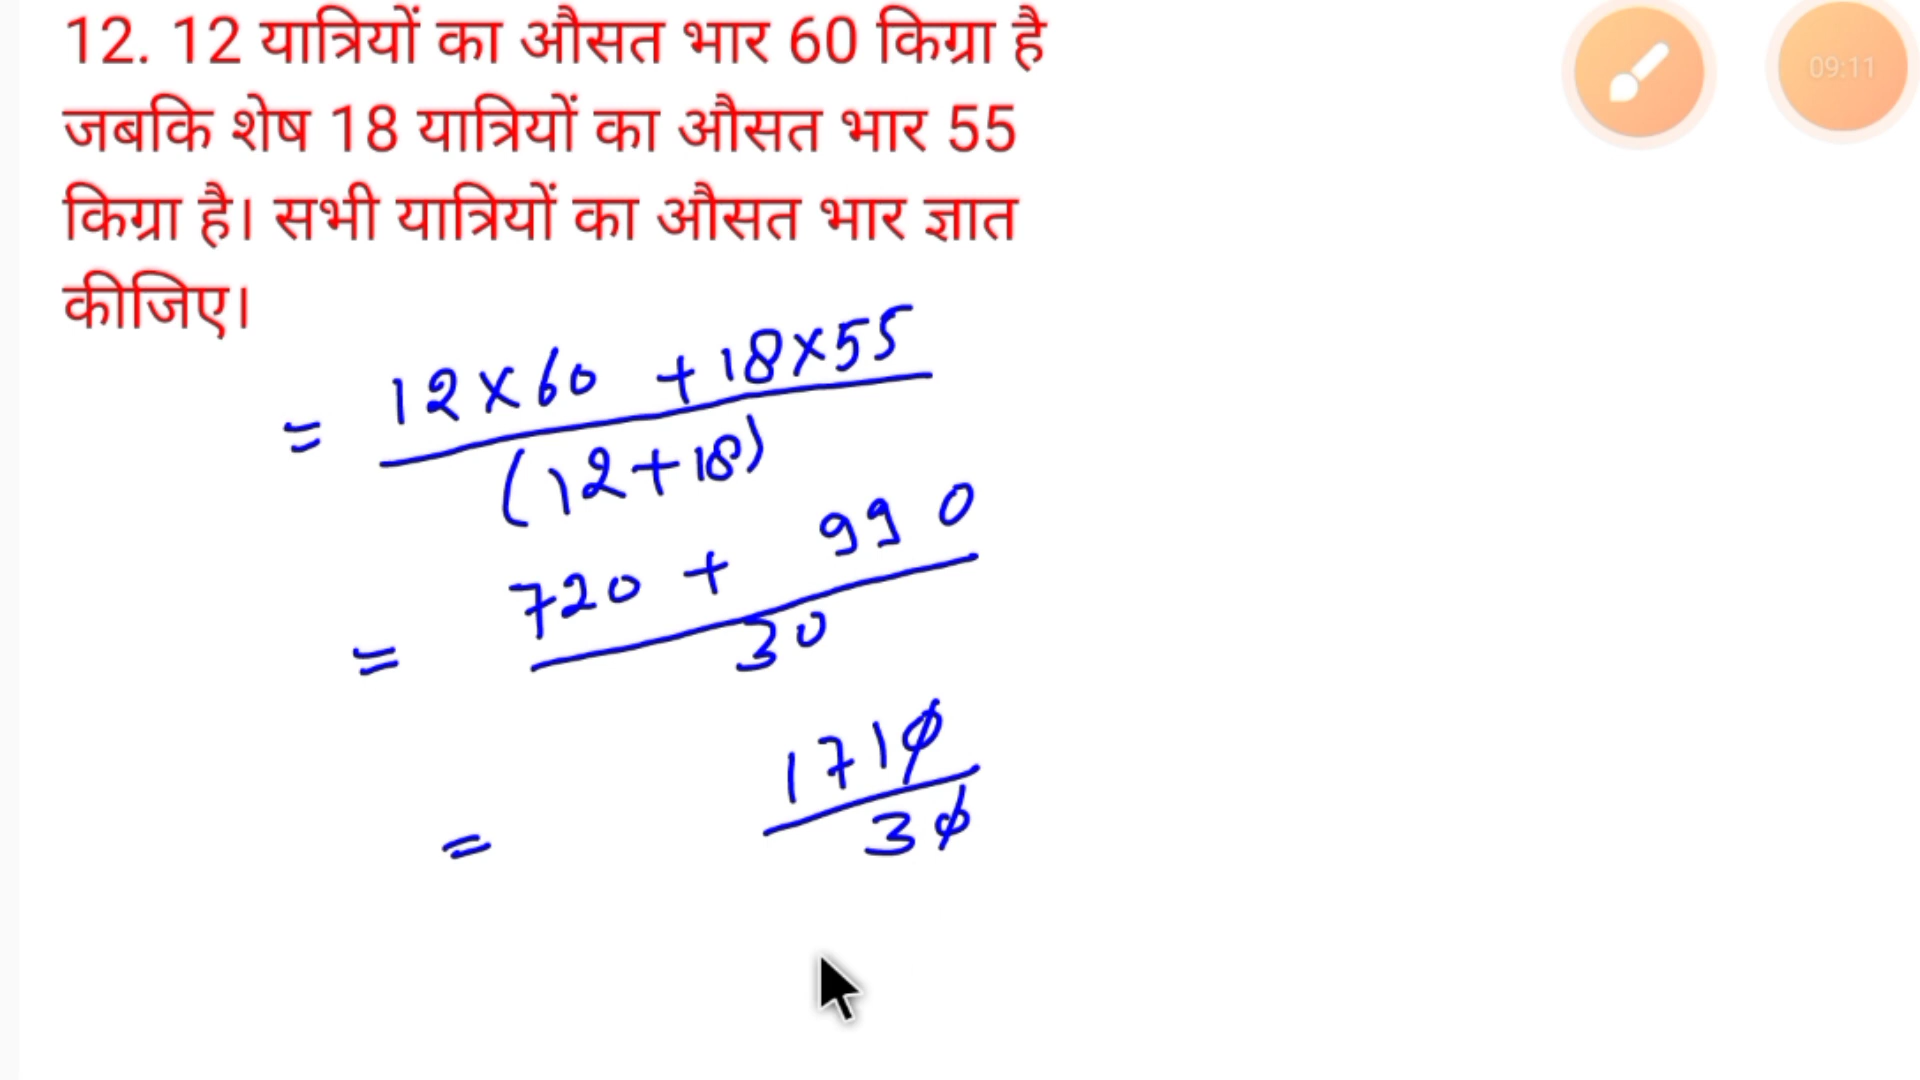 12. 12 यात्रियों का औसत भार 60 किग्रा है
जबकि शेष 18 यात्रियों का औसत भार 55
किग्रा है। सभी यात्रियों का औसत भार ज्ञात
कीजिए।
= 12×60 + 18×55
(12+18)
= 720 + 990
30
= 1710
30
09:11